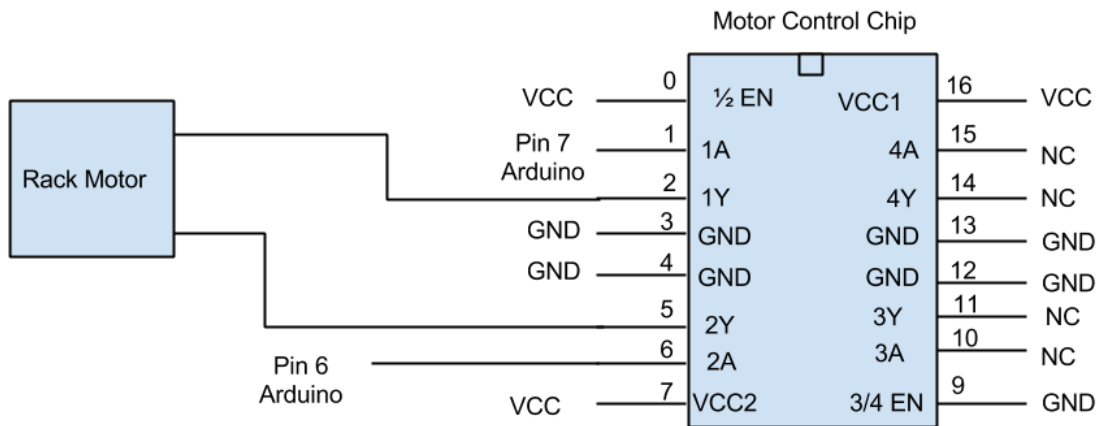 Motor Control Chip
Rack Motor
VCC 0 ½ EN VCC1 16 VCC
Pin 7
Arduino
1 1A 4A 15 NC
2 1Y 4Y 14 NC
GND 3 GND GND 13 GND
GND 4 GND GND 12 GND
5 2Y 3Y 11 NC
Pin 6
Arduino
6 2A 3A 10 NC
VCC 7 VCC2 3/4 EN 9 GND